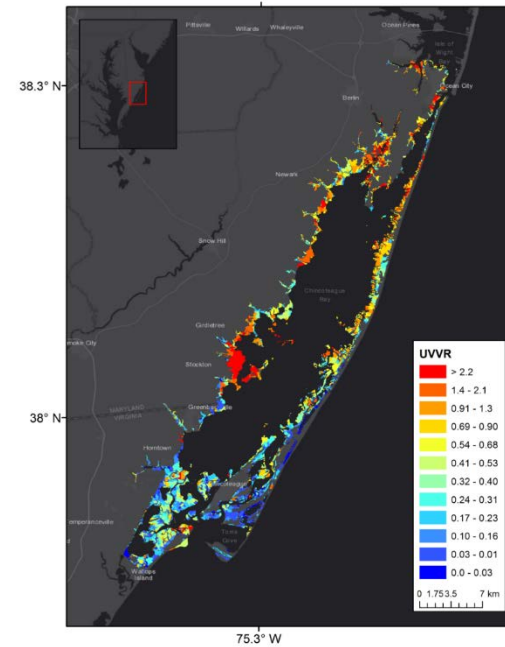 Pittsville
Willards
Whaleyville
Ocean Pines
Isle of
Wight
Bay
38.3°
Berlin
Ocean City
Newark
Snow Hill
Chincoteague
Bay
Girdletree
Stockton
38°
MARYLAND
VIRGINIA
Horntown
Toms
Cove
Wallops
Island
UVVR
> 2.2
1.4 - 2.1
0.91 - 1.3
0.69 - 0.90
0.54 - 0.68
0.41 - 0.53
0.32 - 0.40
0.24 - 0.31
0.17 - 0.23
0.10 - 0.16
0.03 - 0.01
0.0 - 0.03
0 1.75 3.5 7 km
75.3° W